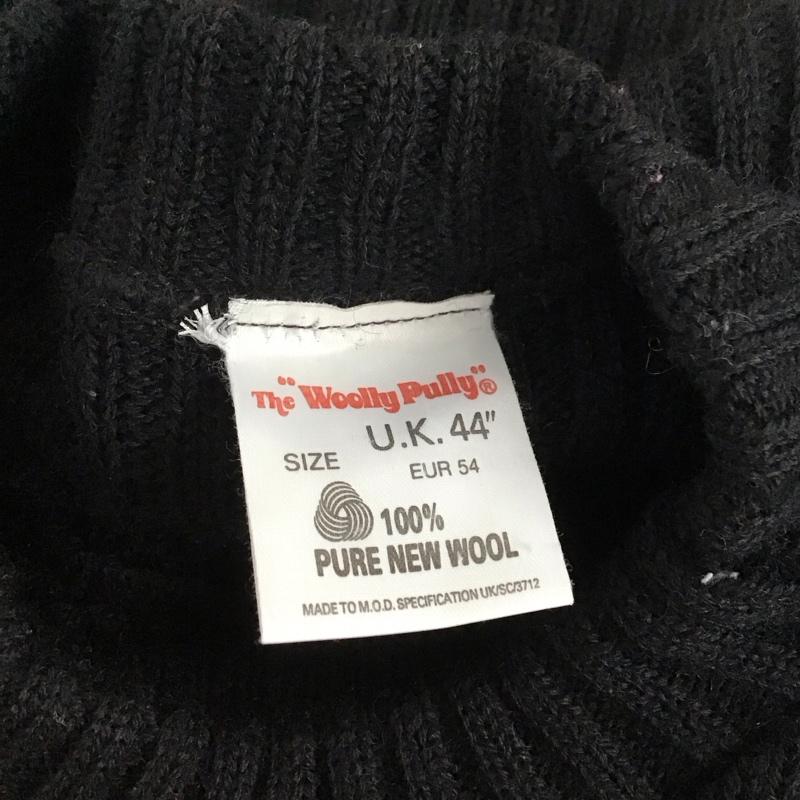 The "Woolly Pully"®
U.K. 44"
SIZE
EUR 54
100%
PURE NEW WOOL
MADE TO M.O.D. SPECIFICATION UK/SC/3712